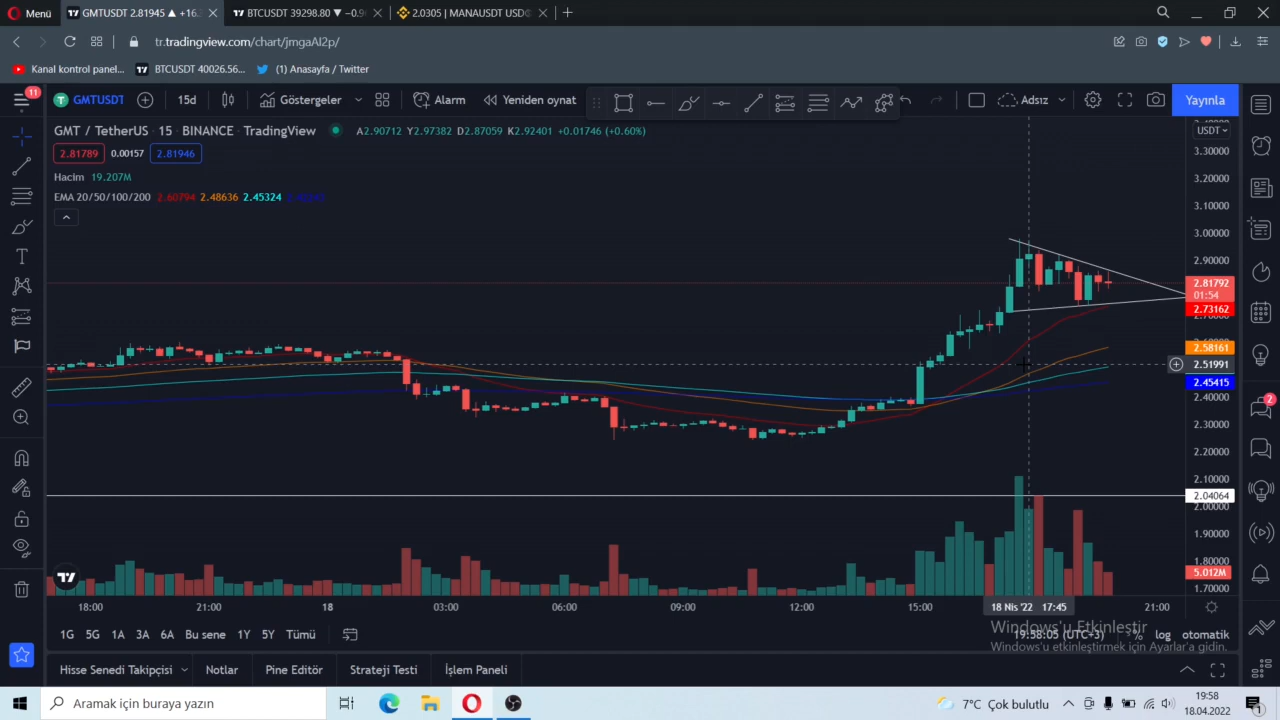 Menü
GMTUSDT 2.81945 ▲ +16.2
BTCUSDT 39298.80 ▼ −0.9
2.0305 | MANAUSDT USD
tr.tradingview.com/chart/jmgaAI2p/
Kanal kontrol panel...
BTCUSDT 40026.56...
(1) Anasayfa / Twitter
11
GMTUSDT
15d
Göstergeler
Alarm
Yeniden oynat
Adsız
Yayınla
GMT / TetherUS · 15 · BINANCE · TradingView
A2.90712 Y2.97382 D2.87059 K2.92401 +0.01746 (+0.60%)
2.81789
0.00157
2.81946
Hacim 19.207M
EMA 20/50/100/200 2.60794 2.48636 2.45324
USDT
3.30000
3.20000
3.10000
3.00000
2.90000
2.81792
01:54
2.73162
2.58161
2.51991
2.45415
2.40000
2.30000
2.20000
2.10000
2.04064
2.00000
1.90000
1.80000
5.012M
1.70000
2
18:00
21:00
18
03:00
06:00
09:00
12:00
15:00
18 Nis '22 17:45
21:00
1G
5G
1A
3A
6A
Bu sene
1Y
5Y
Tümü
19:58:05 (UTC+3)
%
log
otomatik
Windows'u Etkinleştir
Windows'u etkinleştirmek için Ayarlar'a gidin.
Hisse Senedi Takipçisi
Notlar
Pine Editör
Strateji Testi
İşlem Paneli
Aramak için buraya yazın
7°C Çok bulutlu
19:58
18.04.2022
1